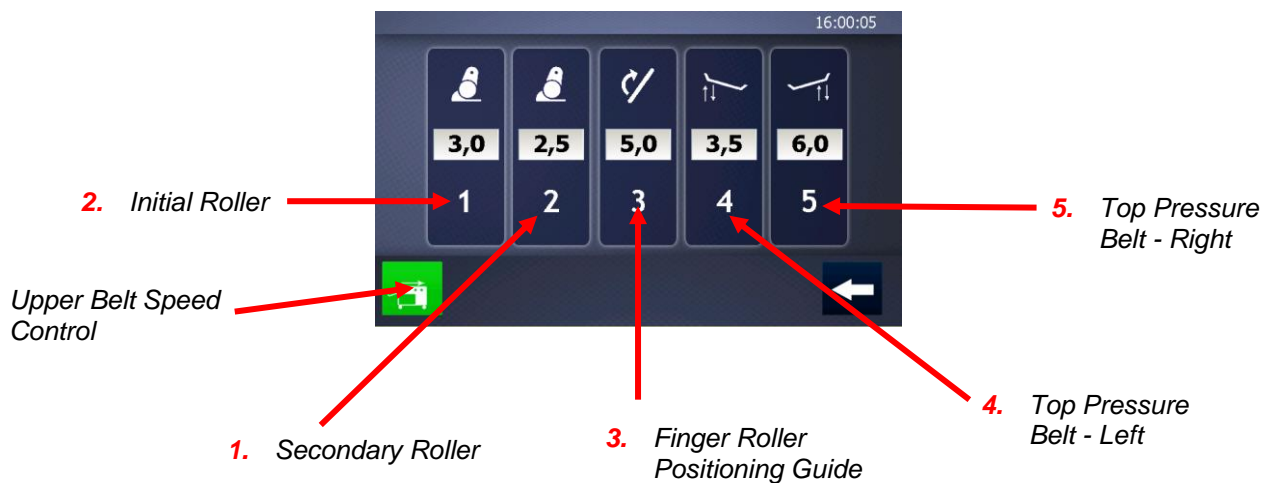 16:00:05
3,0 2,5 5,0 3,5 6,0
1 2 3 4 5
2. Initial Roller
5. Top Pressure
Belt - Right
Upper Belt Speed
Control
4. Top Pressure
Belt - Left
1. Secondary Roller
3. Finger Roller
Positioning Guide